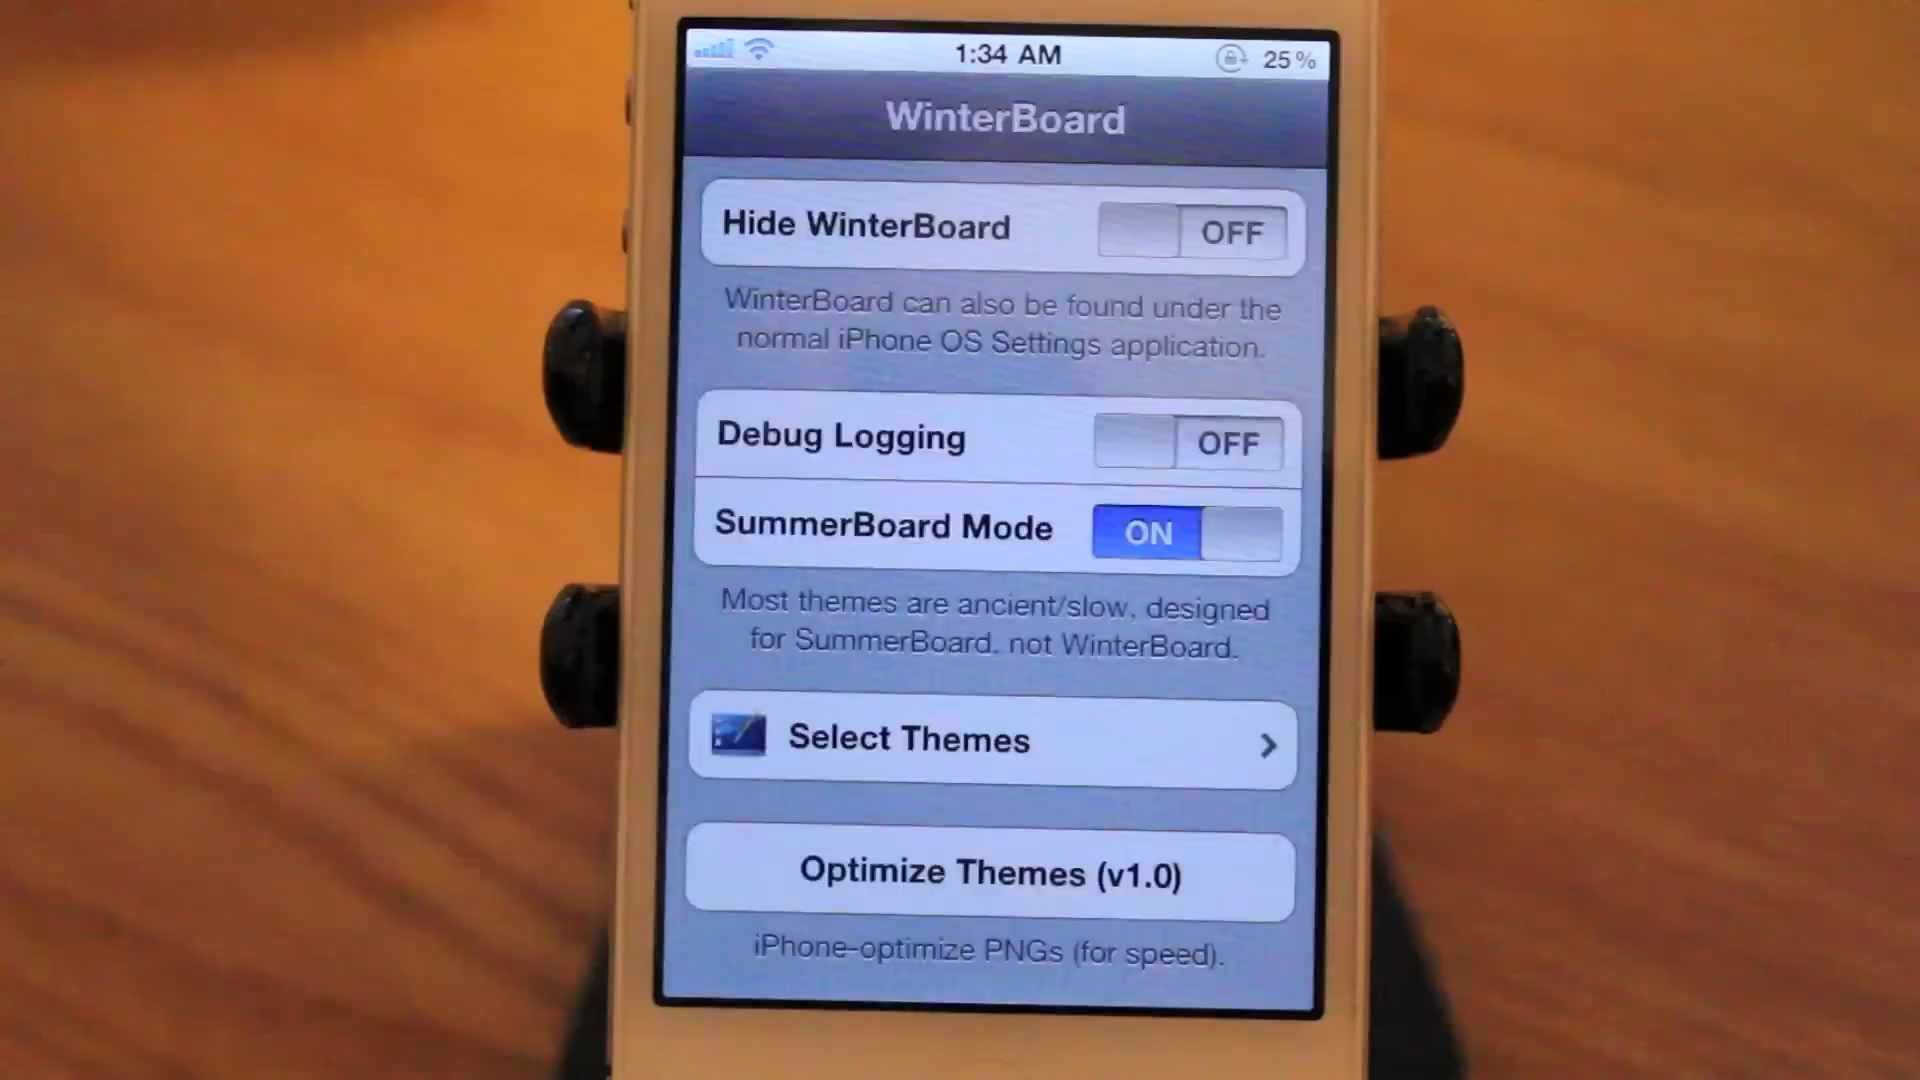 1:34 AM
25%
WinterBoard
Hide WinterBoard
OFF
WinterBoard can also be found under the
normal iPhone OS Settings application.
Debug Logging
OFF
SummerBoard Mode
ON
Most themes are ancient/slow, designed
for SummerBoard, not WinterBoard.
Select Themes
Optimize Themes (v1.0)
iPhone-optimize PNGs (for speed).